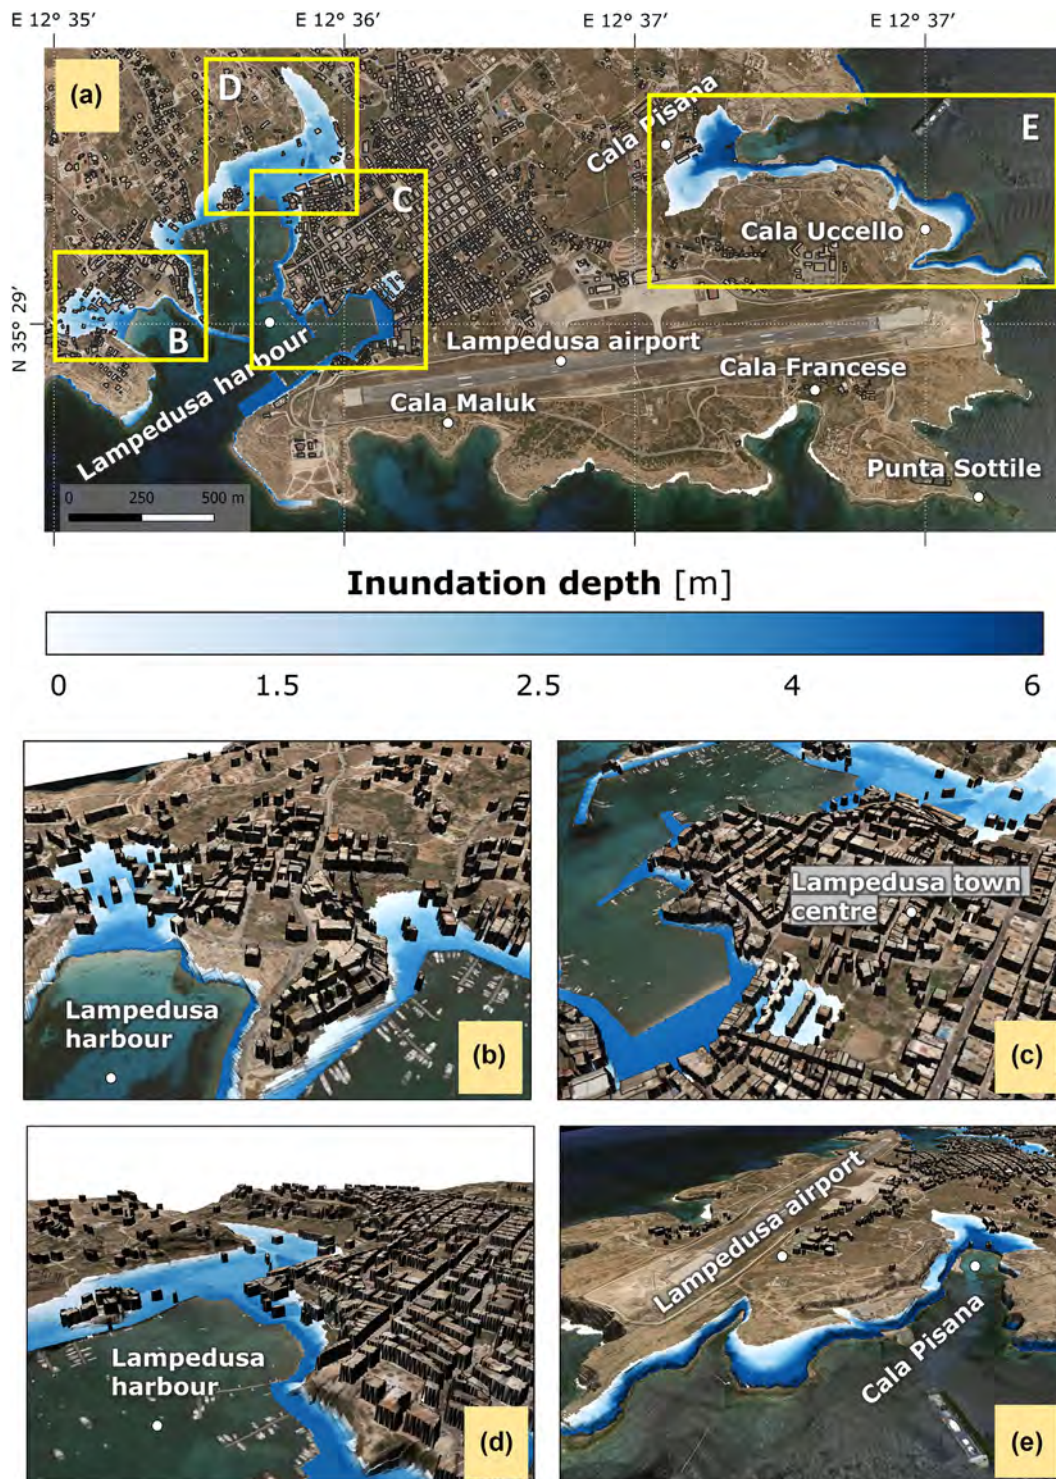 E 12° 35’ E 12° 36’ E 12° 37’ E 12° 37’
(a)
D
E
Cala Pisana
C
Cala Uccello
N 35° 29’
B
Lampedusa harbour
Lampedusa airport
Cala Francese
Cala Maluk
Punta Sottile
0 250 500 m
Inundation depth [m]
0 1.5 2.5 4 6
Lampedusa
harbour
(b)
Lampedusa town
centre
(c)
Lampedusa
harbour
(d)
Lampedusa airport
Cala Pisana
(e)